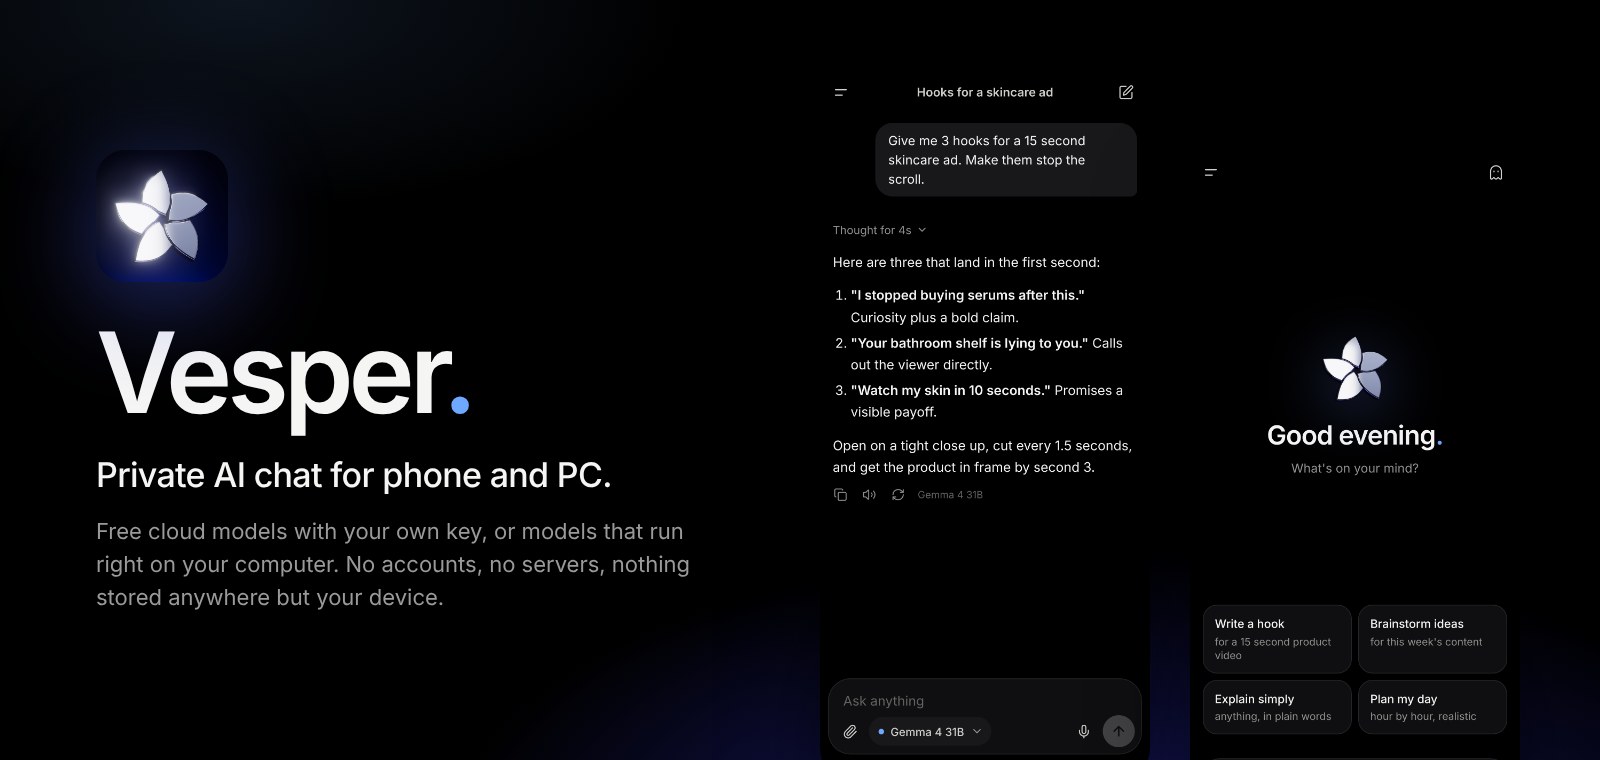 Vesper.
Private AI chat for phone and PC.
Free cloud models with your own key, or models that run
right on your computer. No accounts, no servers, nothing
stored anywhere but your device.
Hooks for a skincare ad
Give me 3 hooks for a 15 second
skincare ad. Make them stop the
scroll.
Thought for 4s
Here are three that land in the first second:
1. "I stopped buying serums after this."
Curiosity plus a bold claim.
2. "Your bathroom shelf is lying to you." Calls
out the viewer directly.
3. "Watch my skin in 10 seconds." Promises a
visible payoff.
Open on a tight close up, cut every 1.5 seconds,
and get the product in frame by second 3.
Gemma 4 31B
Ask anything
Gemma 4 31B
Good evening.
What's on your mind?
Write a hook
for a 15 second product
video
Brainstorm ideas
for this week's content
Explain simply
anything, in plain words
Plan my day
hour by hour, realistic